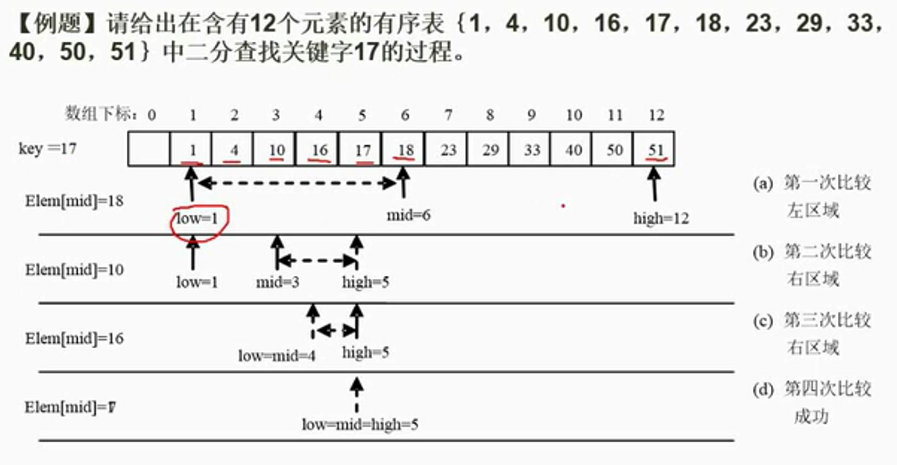 【例题】请给出在含有12个元素的有序表{1，4，10，16，17，18，23，29，33，
40，50，51}中二分查找关键字17的过程。
数组下标：0 1 2 3 4 5 6 7 8 9 10 11 12
key =17 1 4 10 16 17 18 23 29 33 40 50 51
Elem[mid]=18 low=1 mid=6 high=12 (a) 第一次比较
左区域
Elem[mid]=10 low=1 mid=3 high=5 (b) 第二次比较
右区域
Elem[mid]=16 low=mid=4 high=5 (c) 第三次比较
右区域
Elem[mid]=17 low=mid=high=5 (d) 第四次比较
成功